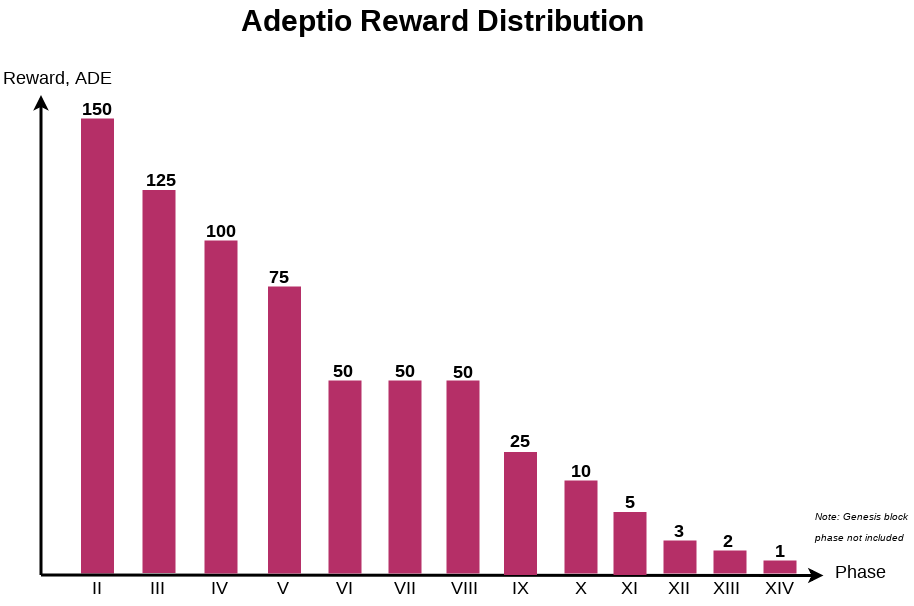 Adeptio Reward Distribution
Reward, ADE
150
125
100
75
50
50
50
25
10
5
3
2
1
Note: Genesis block
phase not included
Phase
II
III
IV
V
VI
VII
VIII
IX
X
XI
XII
XIII
XIV